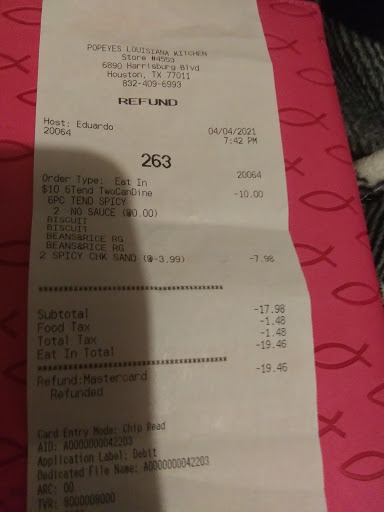 POPEYES LOUISIANA KITCHEN
Store #4553
6890 Harrisburg Blvd
Houston, TX 77011
832-409-6993
REFUND
Host: Eduardo 04/04/2021
20064 7:42 PM
263
20064
Order Type: Eat In
$10 6Tend TwoCanDine -10.00
6PC TEND SPICY
2 NO SAUCE (@0.00)
BISCUIT
BISCUIT
BEANS&RICE RG
BEANS&RICE RG
2 SPICY CHK SAND (@-3.99) -7.98
Subtotal -17.98
Food Tax -1.48
Total Tax -1.48
Eat In Total -19.46
Refund:Mastercard -19.46
Refunded
Card Entry Mode: Chip Read
AID: A0000000042203
Application Label: Debit
Dedicated File Name: A0000000042203
ARC: 00
TVR: 8000008000